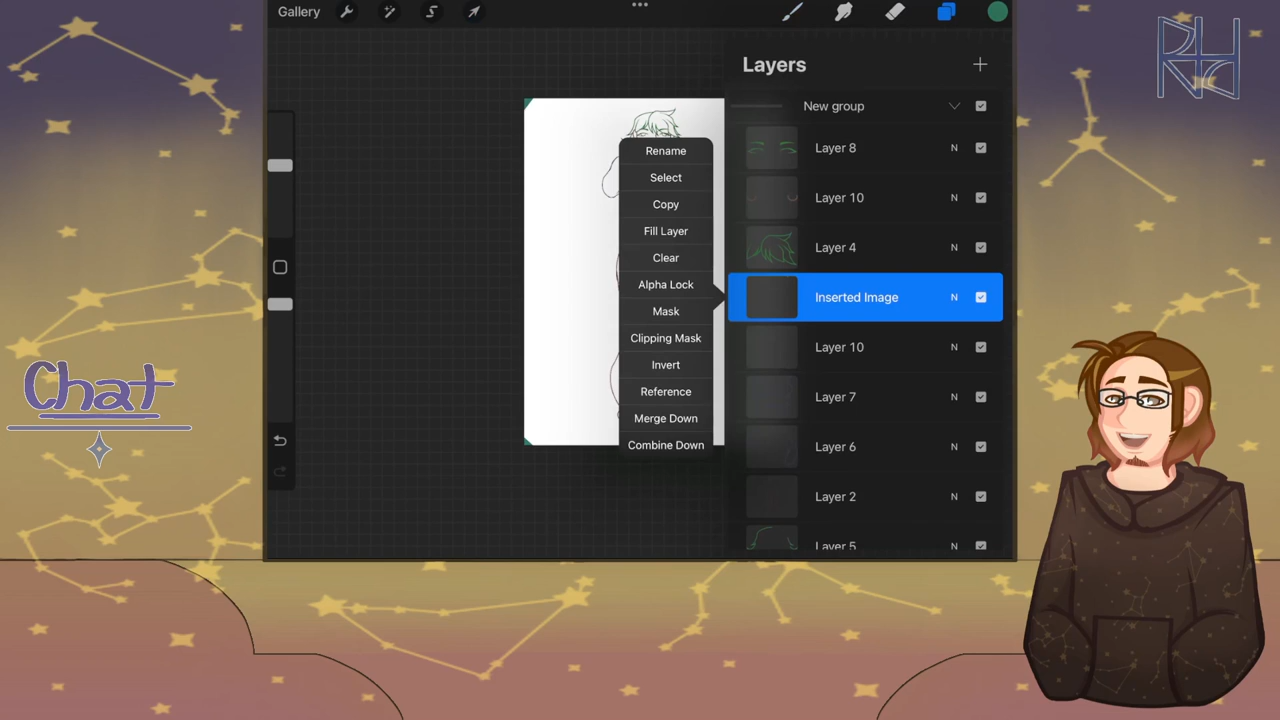 Gallery
Layers
New group
Layer 8 N
Layer 10 N
Layer 4 N
Inserted Image N
Layer 10 N
Layer 7 N
Layer 6 N
Layer 2 N
Layer 5 N
Rename
Select
Copy
Fill Layer
Clear
Alpha Lock
Mask
Clipping Mask
Invert
Reference
Merge Down
Combine Down
Chat